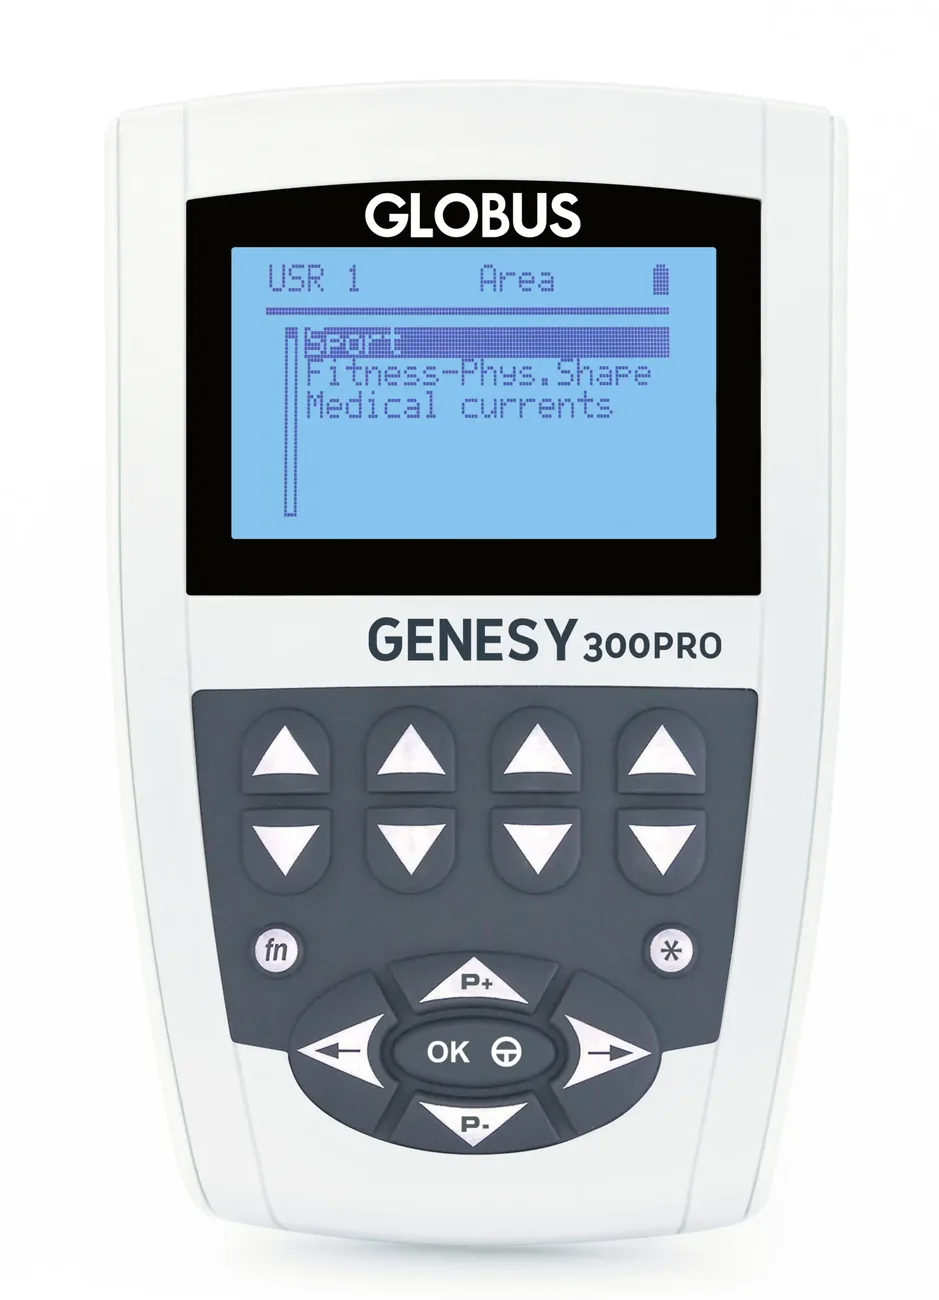 GLOBUS
USR 1 Area
Sport
Fitness-Phys.Shape
Medical currents
GENESY 300PRO
fn
*
P+
OK
P-